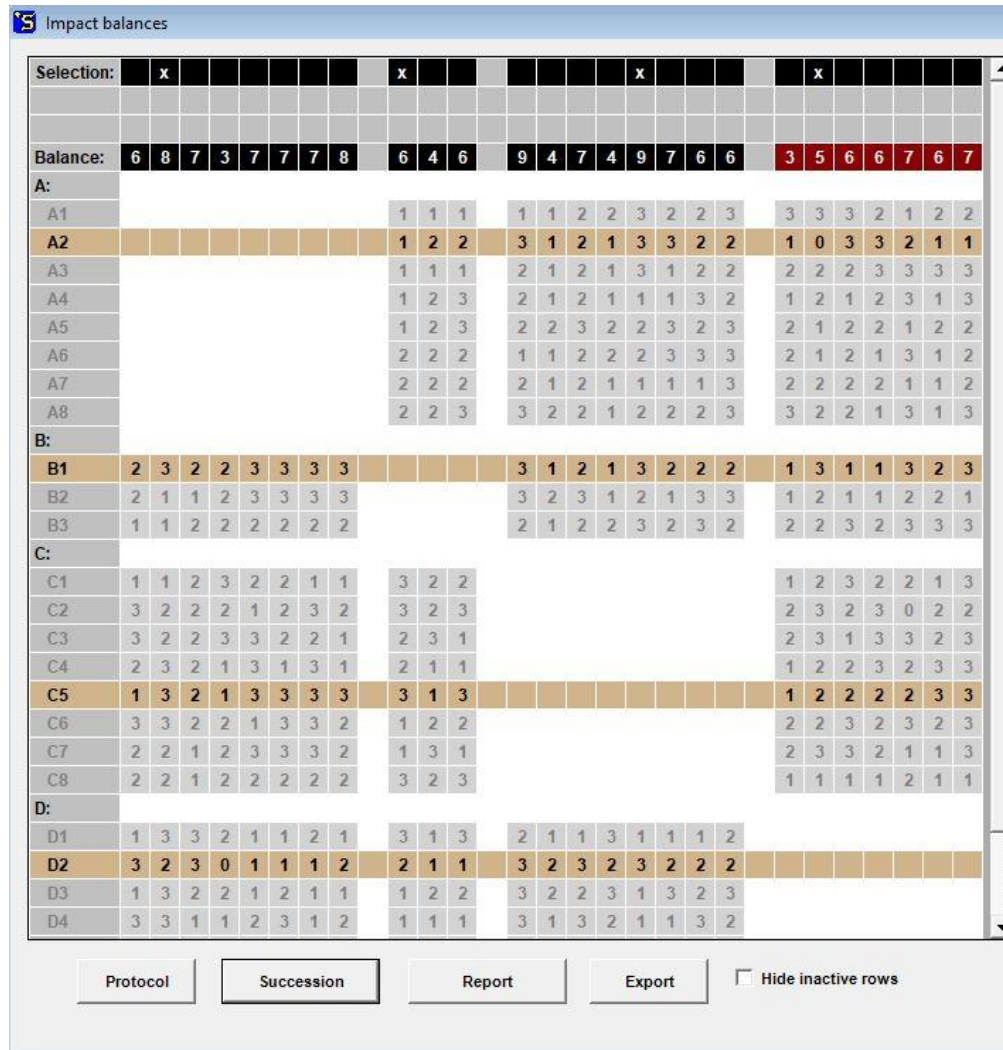 S Impact balances
Selection: x x x x
Balance: 6 8 7 3 7 7 7 8 6 4 6 9 4 7 4 9 7 6 6 3 5 6 6 7 6 7
A:
A1 1 1 1 1 1 2 2 3 2 2 3 3 3 3 2 1 2 2
A2 1 2 2 3 1 2 1 3 3 2 2 1 0 3 3 2 1 1
A3 1 1 1 2 1 2 1 3 1 2 2 2 2 2 3 3 3 3
A4 1 2 3 2 1 2 1 1 1 3 2 1 2 1 2 3 1 3
A5 1 2 3 2 2 3 2 2 3 2 3 2 1 2 2 1 2 2
A6 2 2 2 1 1 2 2 2 3 3 3 2 1 2 1 3 1 2
A7 2 2 2 2 1 2 1 1 1 1 3 2 2 2 2 1 1 2
A8 2 2 3 3 2 2 1 2 2 2 3 3 2 2 1 3 1 3
B:
B1 2 3 2 2 3 3 3 3 3 1 2 1 3 2 2 2 1 3 1 1 3 2 3
B2 2 1 1 2 3 3 3 3 3 2 3 1 2 1 3 3 1 2 1 1 2 2 1
B3 1 1 2 2 2 2 2 2 2 1 2 2 3 2 3 2 2 2 3 2 3 3 3
C:
C1 1 1 2 3 2 2 1 1 3 2 2 1 2 3 2 2 1 3
C2 3 2 2 2 1 2 3 2 3 2 3 2 3 2 3 0 2 2
C3 3 2 2 3 3 2 2 1 2 3 1 2 3 1 3 3 2 3
C4 2 3 2 1 3 1 3 1 2 1 1 1 2 2 3 2 3 3
C5 1 3 2 1 3 3 3 3 3 1 3 1 2 2 2 2 3 3
C6 3 3 2 2 1 3 3 2 1 2 2 2 2 3 2 3 2 3
C7 2 2 1 2 3 3 3 2 1 3 1 2 3 3 2 1 1 3
C8 2 2 1 2 2 2 2 2 3 2 3 1 1 1 1 2 1 1
D:
D1 1 3 3 2 1 1 2 1 3 1 3 2 1 1 3 1 1 1 2
D2 3 2 3 0 1 1 1 2 2 1 1 3 2 3 2 3 2 2 2
D3 1 3 2 2 1 2 1 1 1 2 2 3 2 2 3 1 3 2 3
D4 3 3 1 1 2 3 1 2 1 1 1 3 1 3 2 1 1 3 2
Protocol Succession Report Export Hide inactive rows